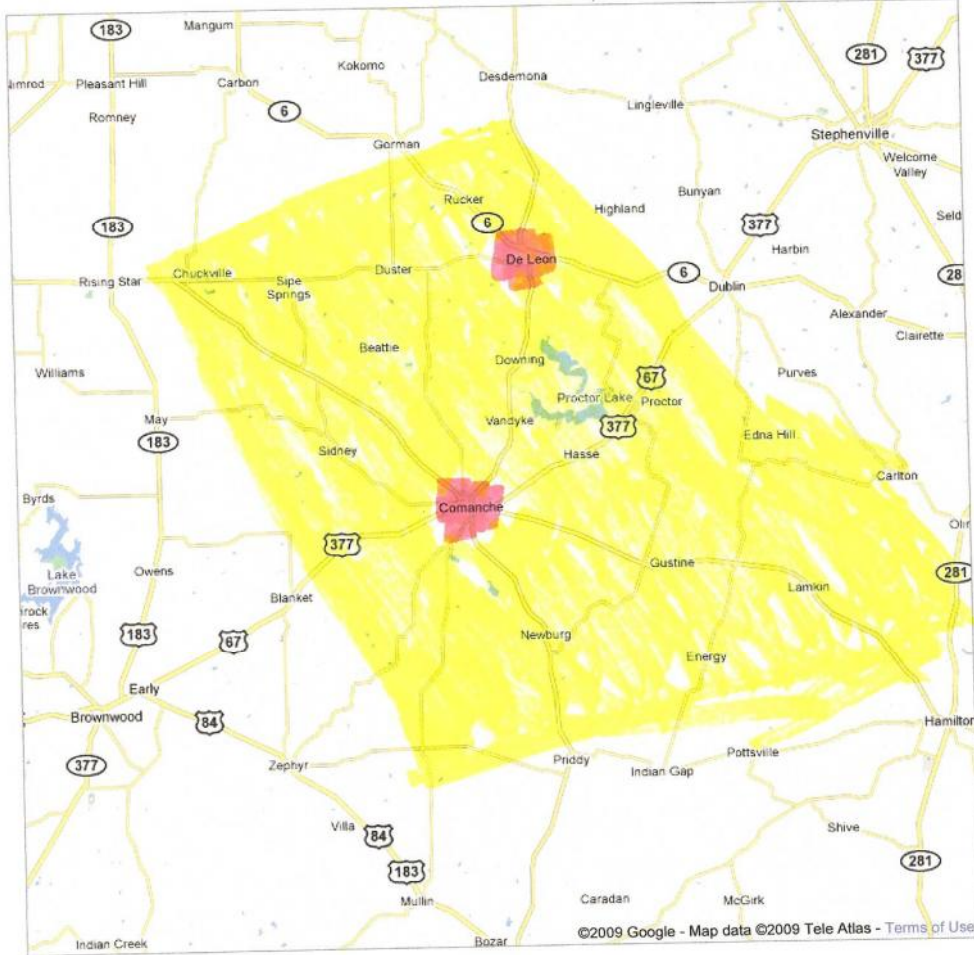 183
Mangum
281
377
Kokomo
Desdemona
Pleasant Hill
Carbon
Lingleville
Romney
6
Stephenville
Gorman
Welcome
Valley
Bunyan
Rucker
Highland
183
6
377
Harbin
De Leon
Chuckville
Duster
6
Rising Star
Sipe
Springs
Dublin
Alexander
Clairette
Beattie
Downing
Williams
67
Purves
Proctor Lake
Proctor
May
Vandyke
377
183
Edna Hill
Sidney
Hasse
Carlton
Byrds
Comanche
377
Gustine
281
Owens
Lake
Brownwood
Lamkin
Blanket
183
67
Newburg
Energy
Early
Brownwood
84
Hamilton
377
Zephyr
Priddy
Pottsville
Indian Gap
Villa
84
Shive
183
281
Mullin
Caradan
McGirk
Indian Creek
Bozar
©2009 Google - Map data ©2009 Tele Atlas - Terms of Use